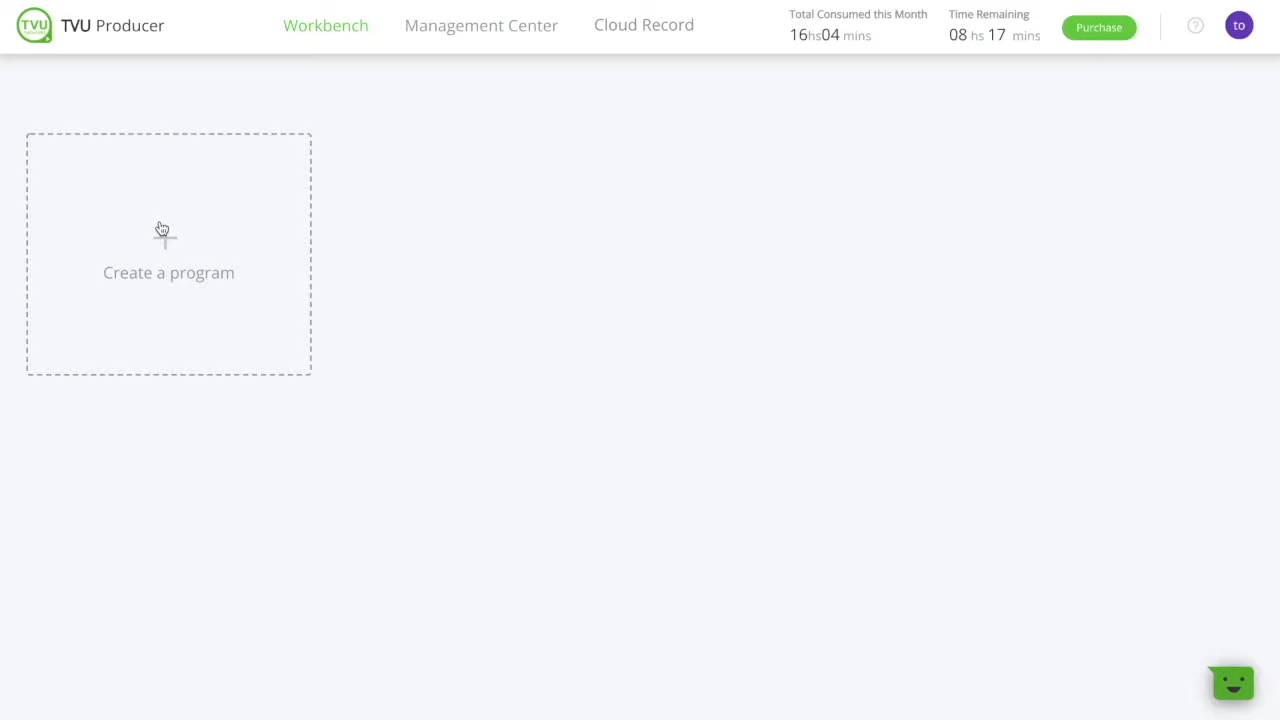 TVU
TVU Producer
Workbench
Management Center
Cloud Record
Total Consumed this Month
16hs04 mins
Time Remaining
08 hs 17 mins
Purchase
?
to
Create a program